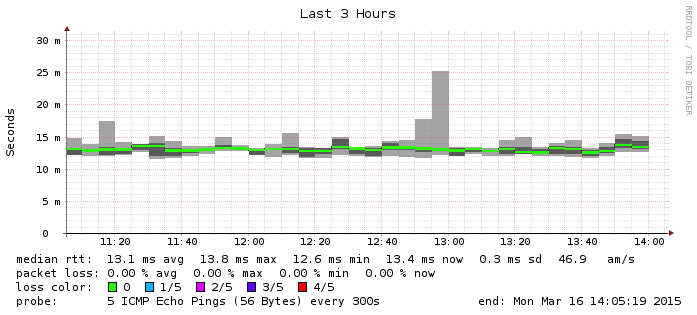 Last 3 Hours
RRDTOOL / TOBI OETIKER
Seconds
30 m
25 m
20 m
15 m
10 m
5 m
0
11:20 11:40 12:00 12:20 12:40 13:00 13:20 13:40 14:00
median rtt: 13.1 ms avg 13.8 ms max 12.6 ms min 13.4 ms now 0.3 ms sd 46.9 am/s
packet loss: 0.00 % avg 0.00 % max 0.00 % min 0.00 % now
loss color: 0 1/5 2/5 3/5 4/5
probe: 5 ICMP Echo Pings (56 Bytes) every 300s end: Mon Mar 16 14:05:19 2015